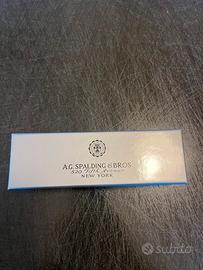 A.G. SPALDING & BROS.
520 Fifth Avenue
NEW YORK
subito